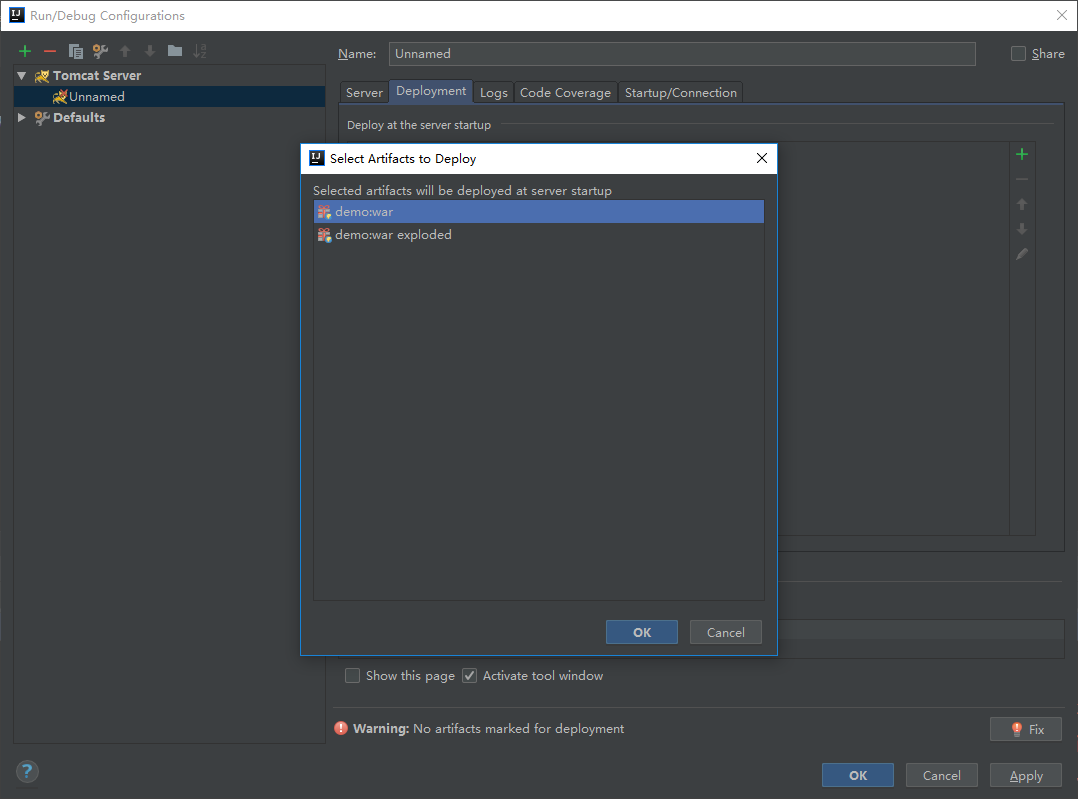 Run/Debug Configurations
Name: Unnamed Share
Tomcat Server
Unnamed
Defaults
Server Deployment Logs Code Coverage Startup/Connection
Deploy at the server startup
Select Artifacts to Deploy
Selected artifacts will be deployed at server startup
demo:war
demo:war exploded
OK Cancel
Show this page Activate tool window
Warning: No artifacts marked for deployment
Fix
?
OK Cancel Apply